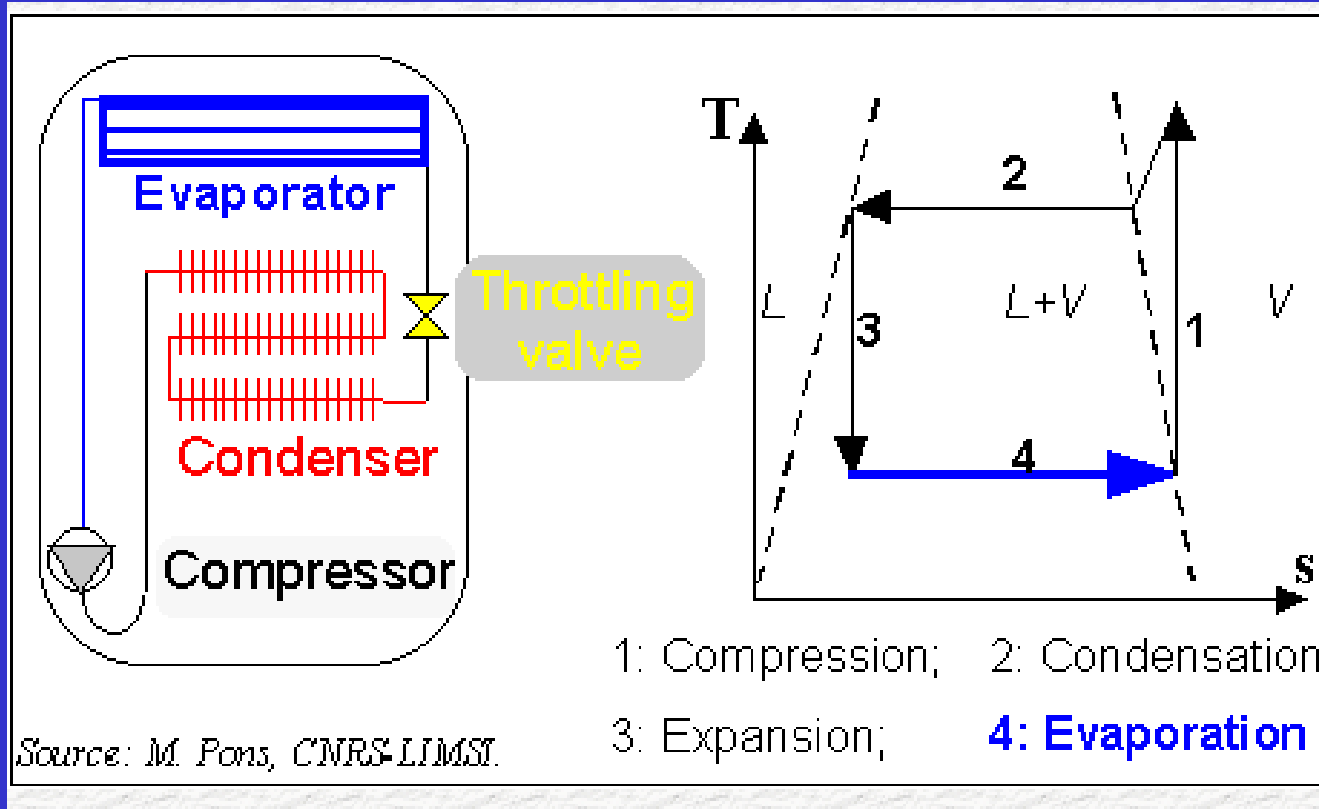 Evaporator
Throttling
valve
Condenser
Compressor
T
2
L
3
L+V
1
V
4
s
1: Compression; 2: Condensation
3: Expansion; 4: Evaporation
Source: M. Pons, CNRS-LIMSI.